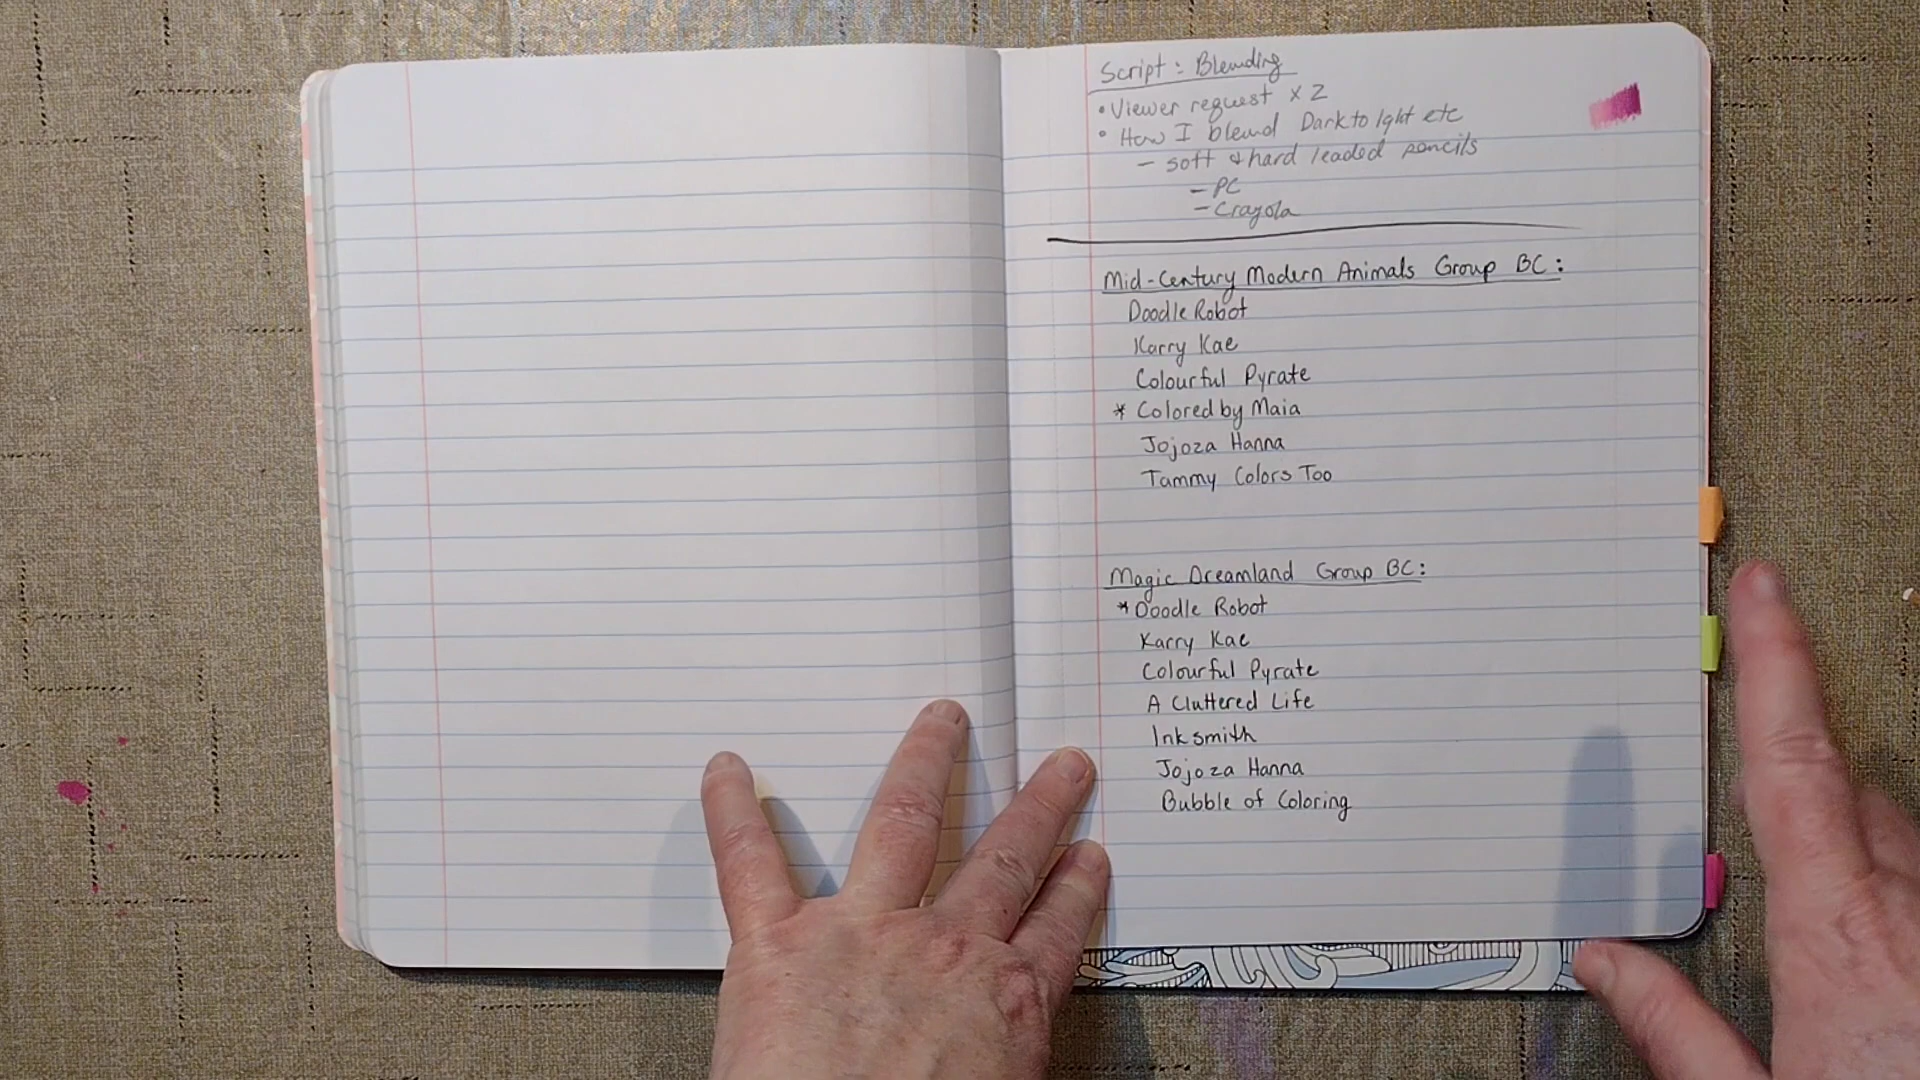 Script: Blending
• Viewer request x 2
• How I blend Dark to lght etc
- soft & hard leaded pencils
- PC
- Crayola
Mid-Century Modern Animals Group BC:
Doodle Robot
Karry Kae
Colourful Pyrate
* Colored by Maia
Jojoza Hanna
Tammy Colors Too
Magic Dreamland Group BC:
* Doodle Robot
Karry Kae
Colourful Pyrate
A Cluttered Life
Inksmith
Jojoza Hanna
Bubble of Coloring